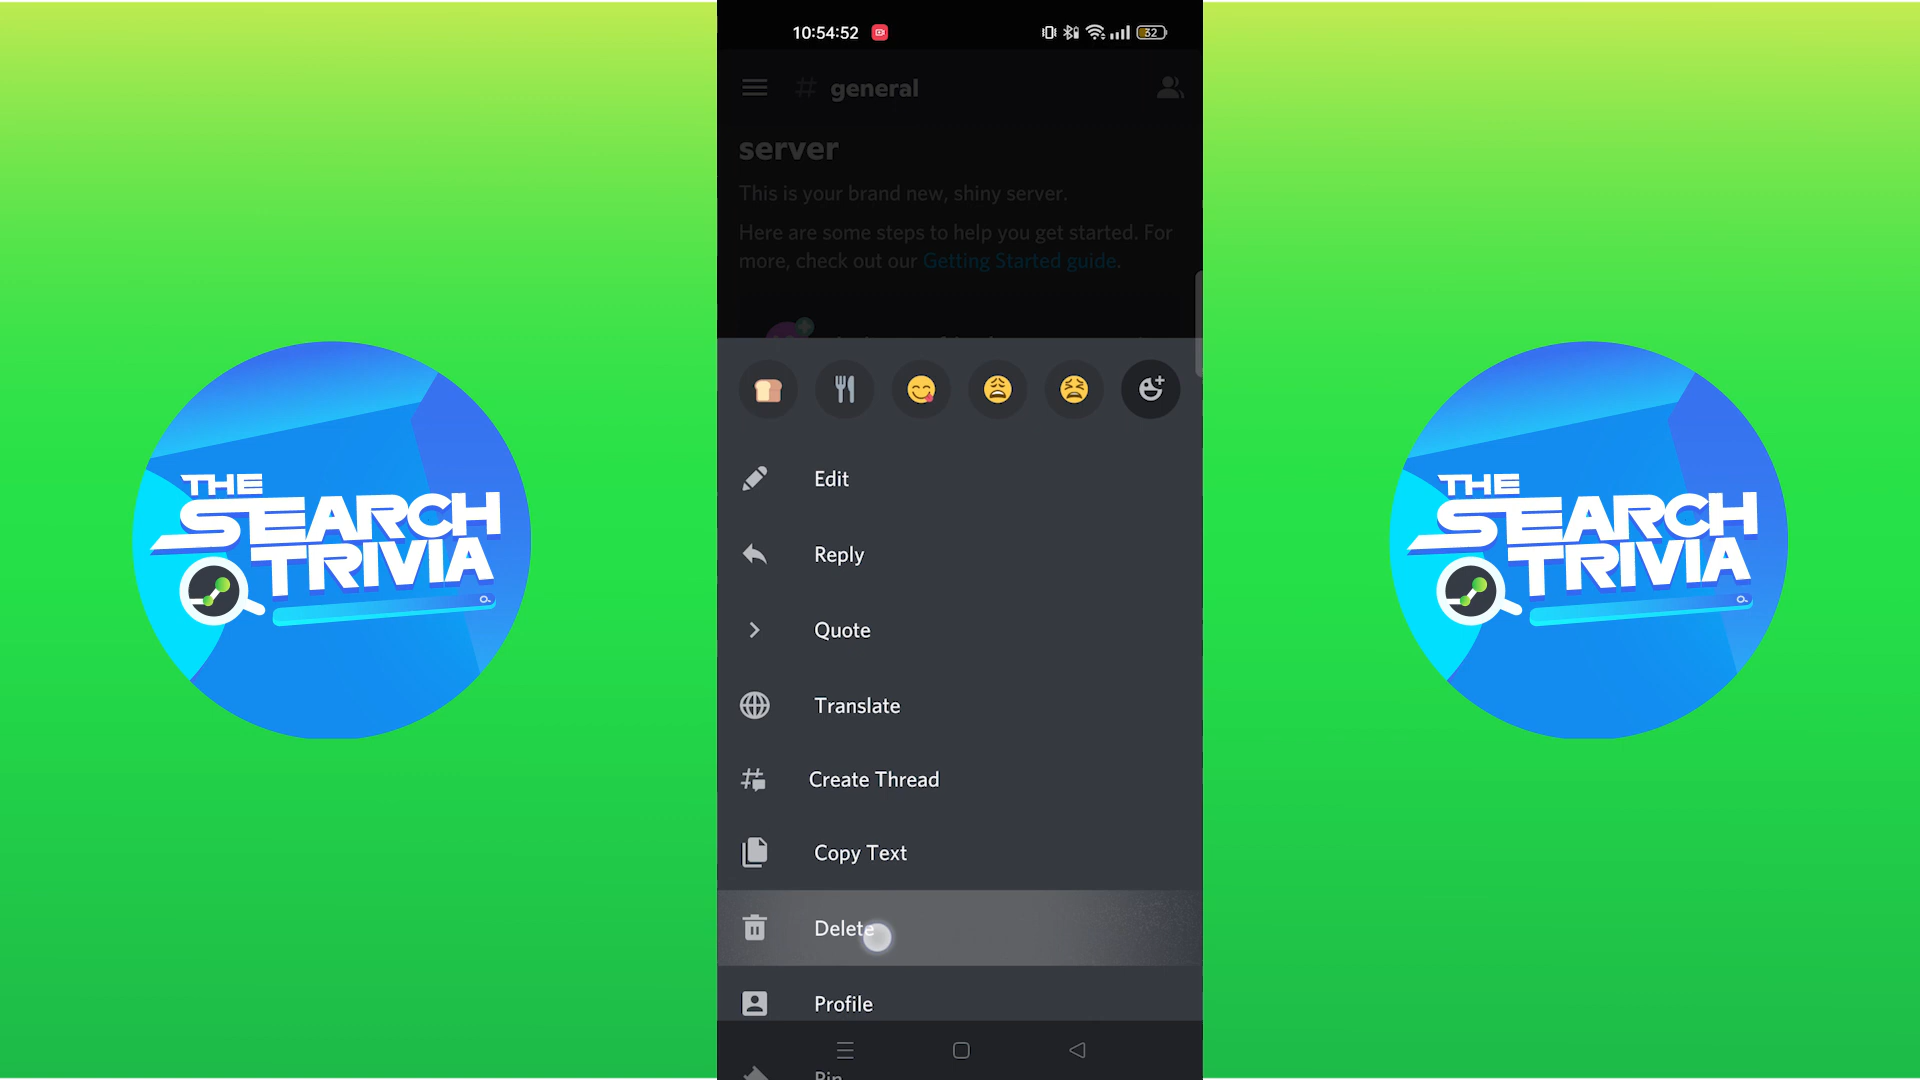 10:54:52
32
# general
server
This is your brand new, shiny server.
Here are some steps to help you get started. For
more, check out our Getting Started guide.
Edit
Reply
Quote
Translate
Create Thread
Copy Text
Delete
Profile
Pin
THE
SEARCH
TRIVIA
THE
SEARCH
TRIVIA